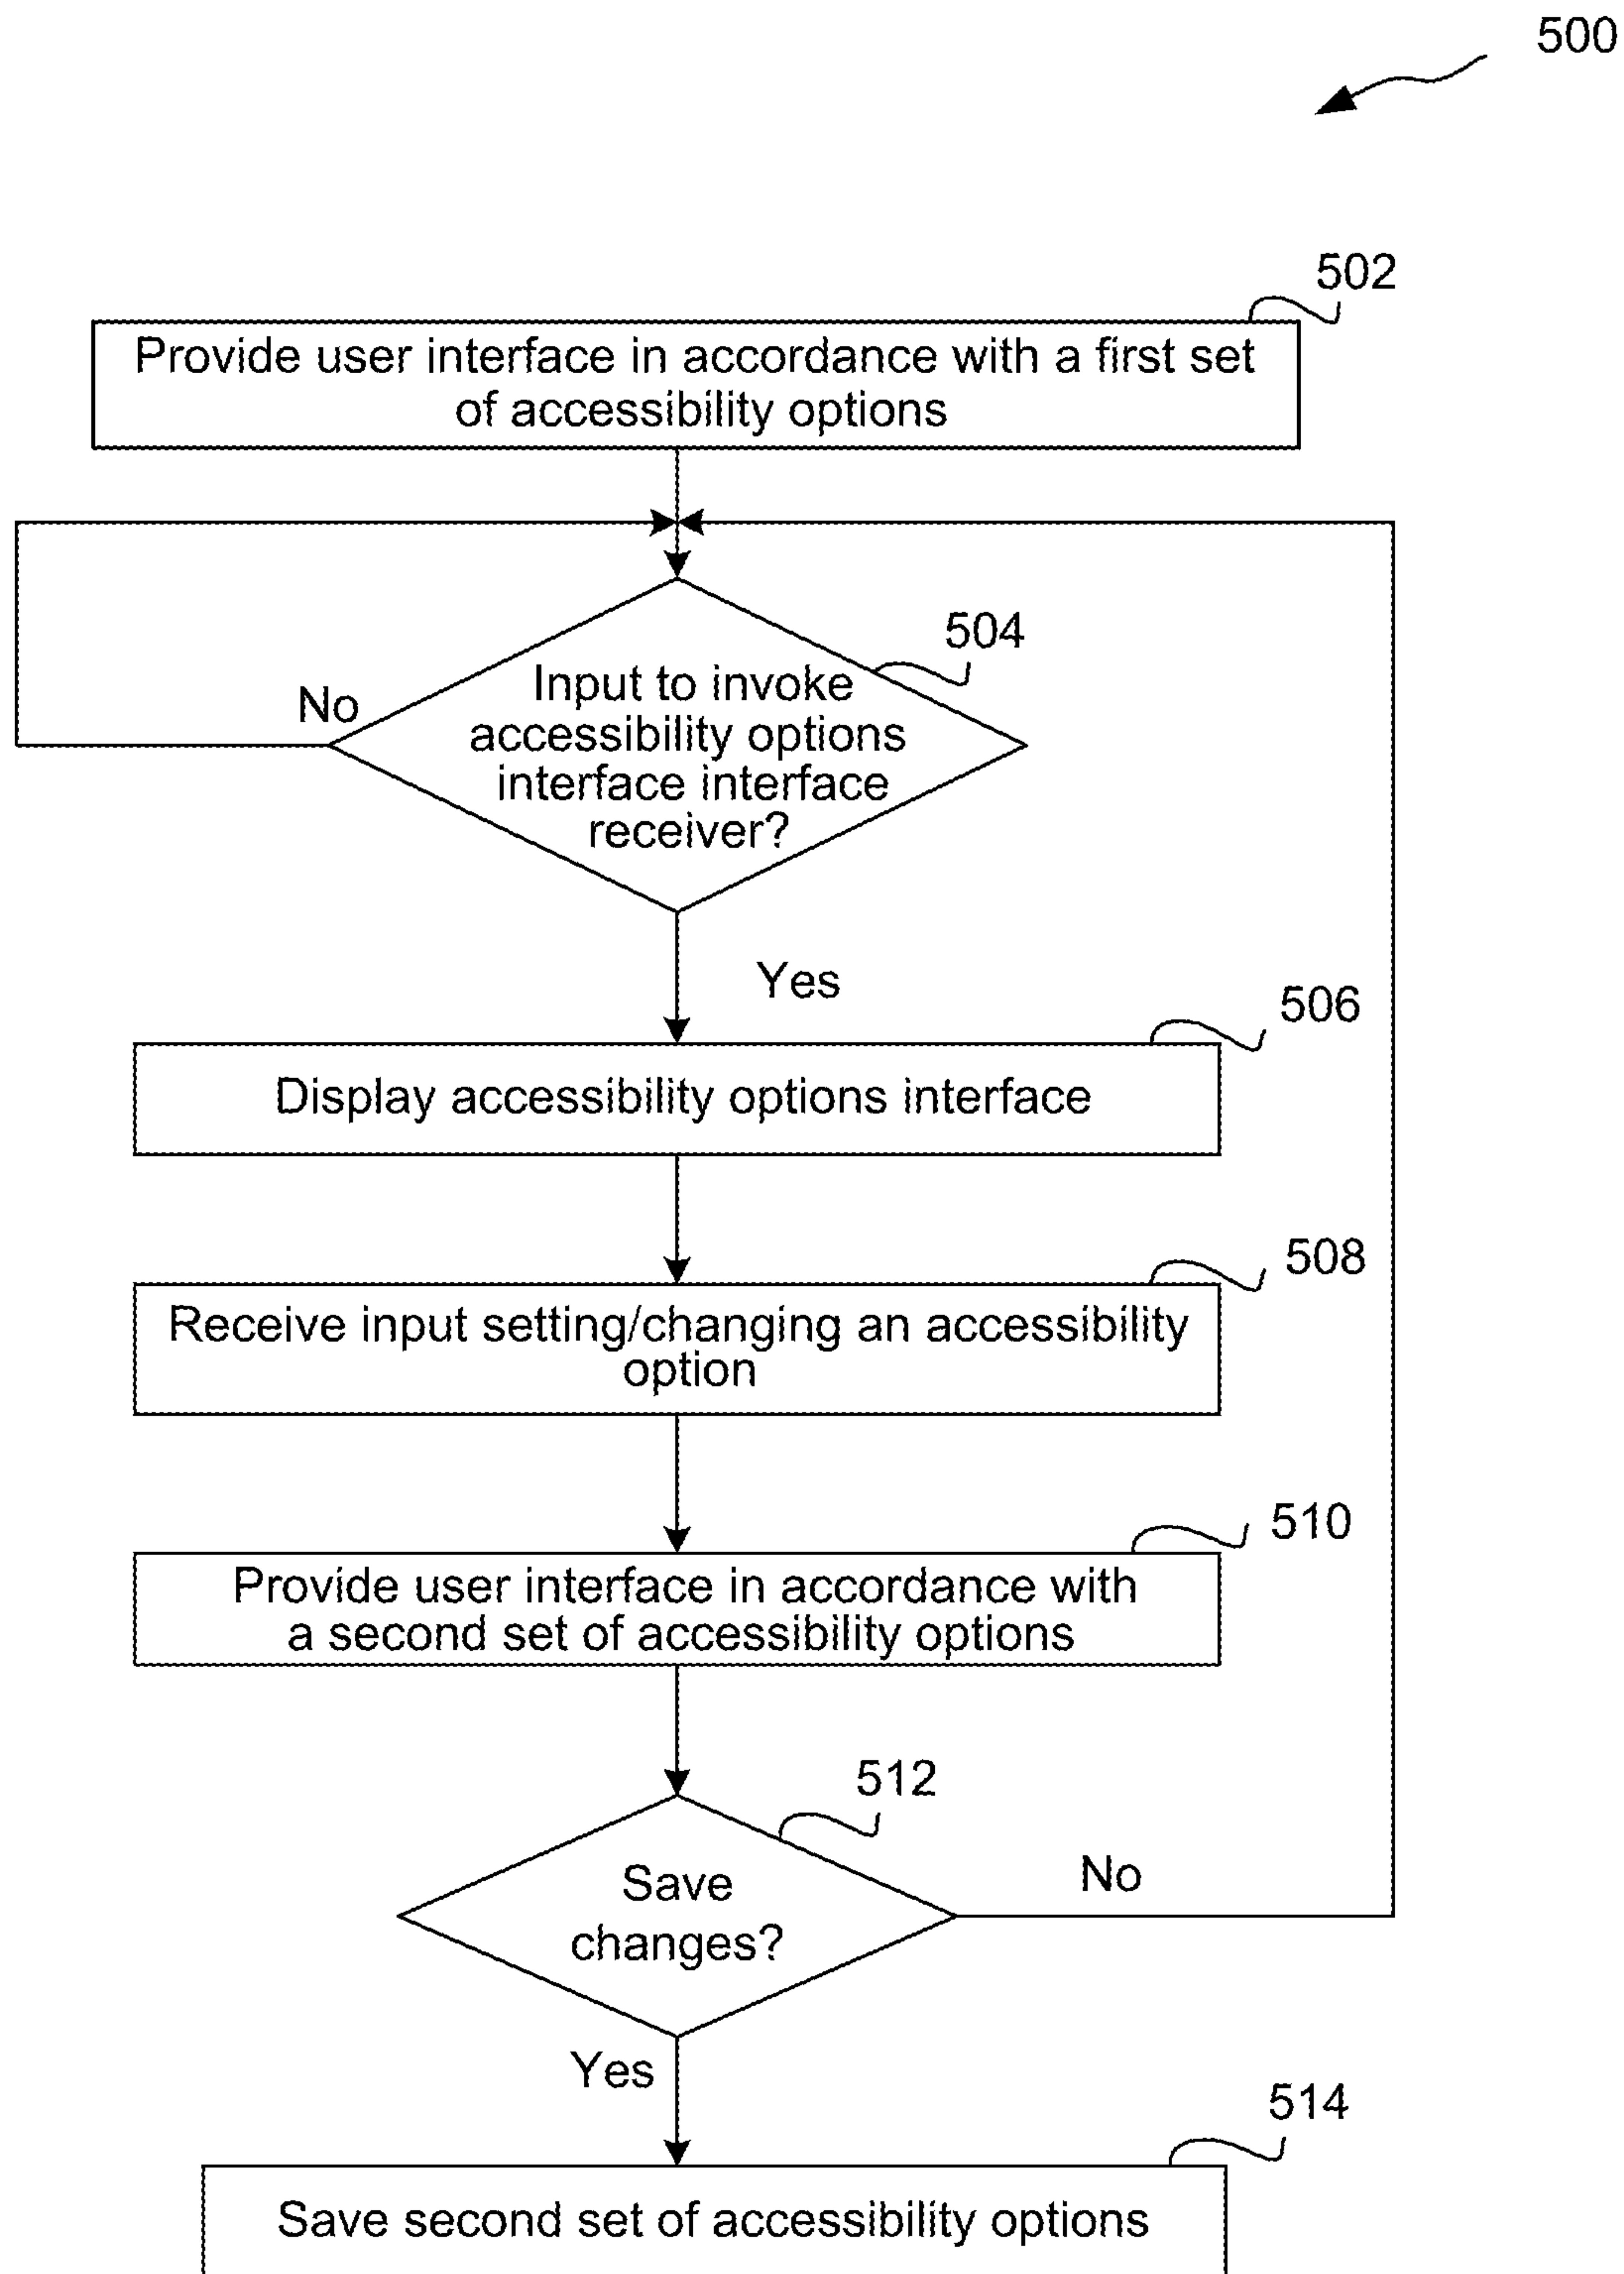 500
502
Provide user interface in accordance with a first set
of accessibility options
504
No
Input to invoke
accessibility options
interface interface
receiver?
Yes
506
Display accessibility options interface
508
Receive input setting/changing an accessibility
option
510
Provide user interface in accordance with
a second set of accessibility options
512
No
Save
changes?
Yes
514
Save second set of accessibility options